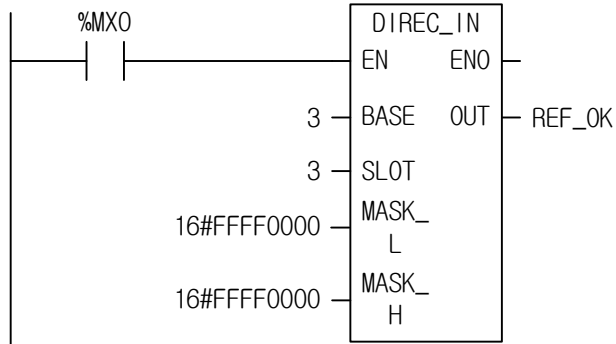 %MX0
DIREC_IN
EN ENO
3 BASE OUT REF_OK
3 SLOT
16#FFFF0000 MASK_
L
16#FFFF0000 MASK_
H